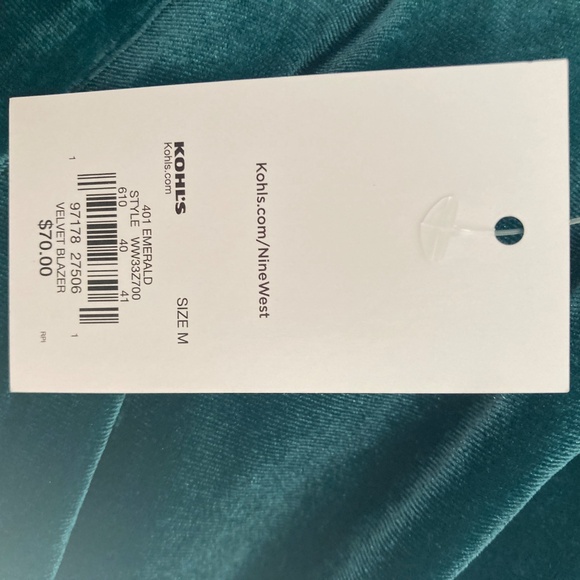 Kohls.com/NineWest
KOHL'S
Kohls.com
SIZE M
401 EMERALD
STYLE WW33Z700
610 40 41
1 97178 27506 1
VELVET BLAZER
$70.00
RPI